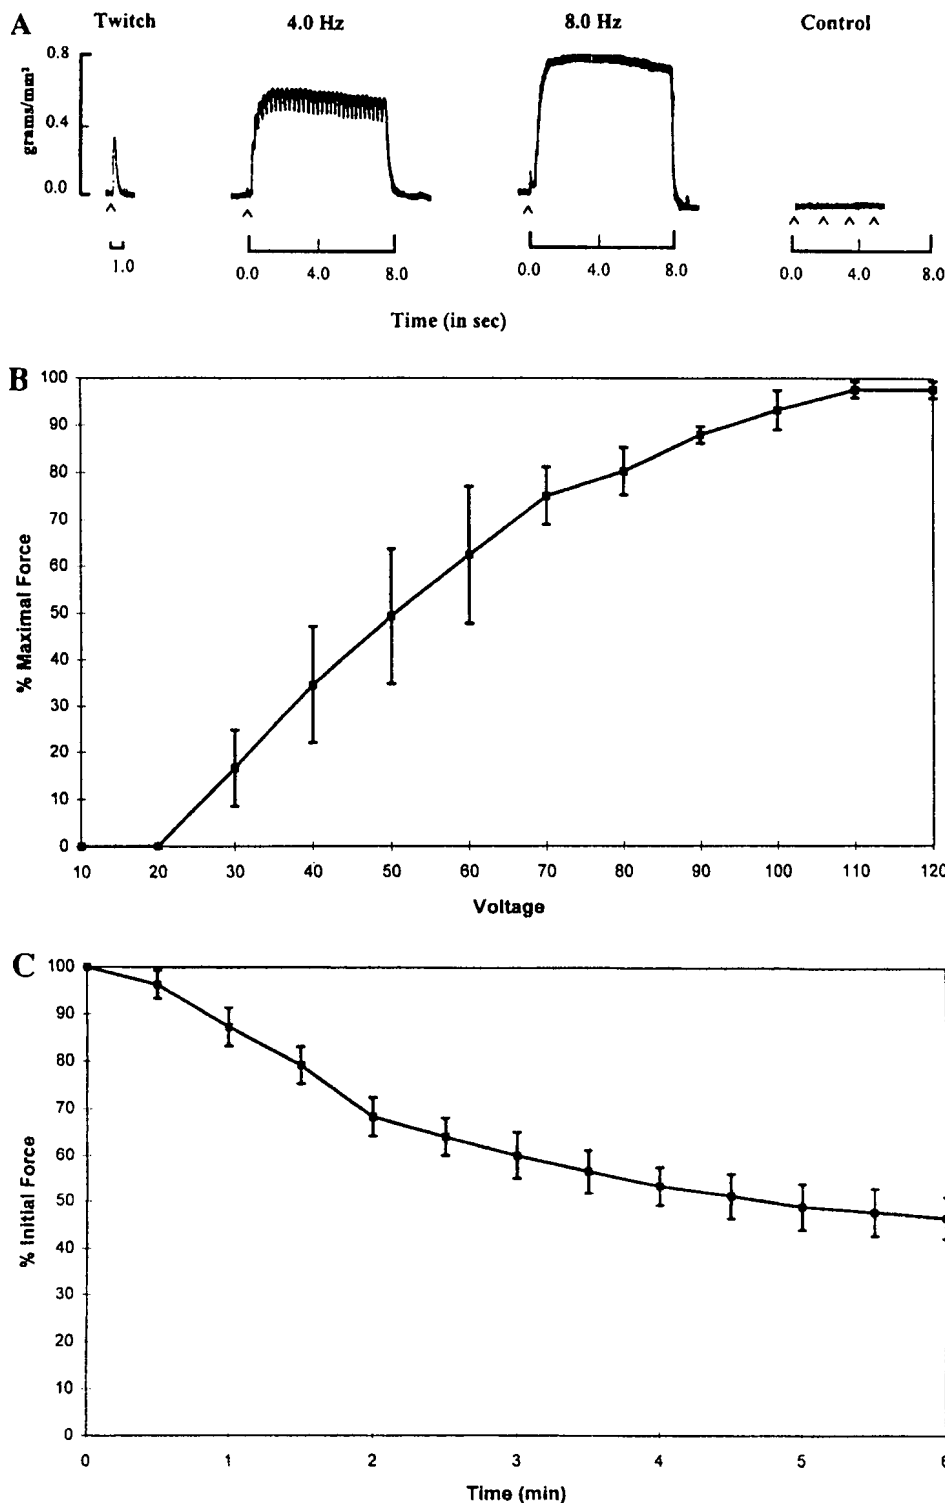 A
Twitch 4.0 Hz 8.0 Hz Control
grams/mm²
0.8
0.4
0.0
^ ^ ^ ^ ^ ^ ^
1.0
0.0 4.0 8.0
0.0 4.0 8.0
0.0 4.0 8.0
Time (in sec)
B
% Maximal Force
100
90
80
70
60
50
40
30
20
10
0
10 20 30 40 50 60 70 80 90 100 110 120
Voltage
C
% Initial Force
100
90
80
70
60
50
40
30
20
10
0
0 1 2 3 4 5 6
Time (min)